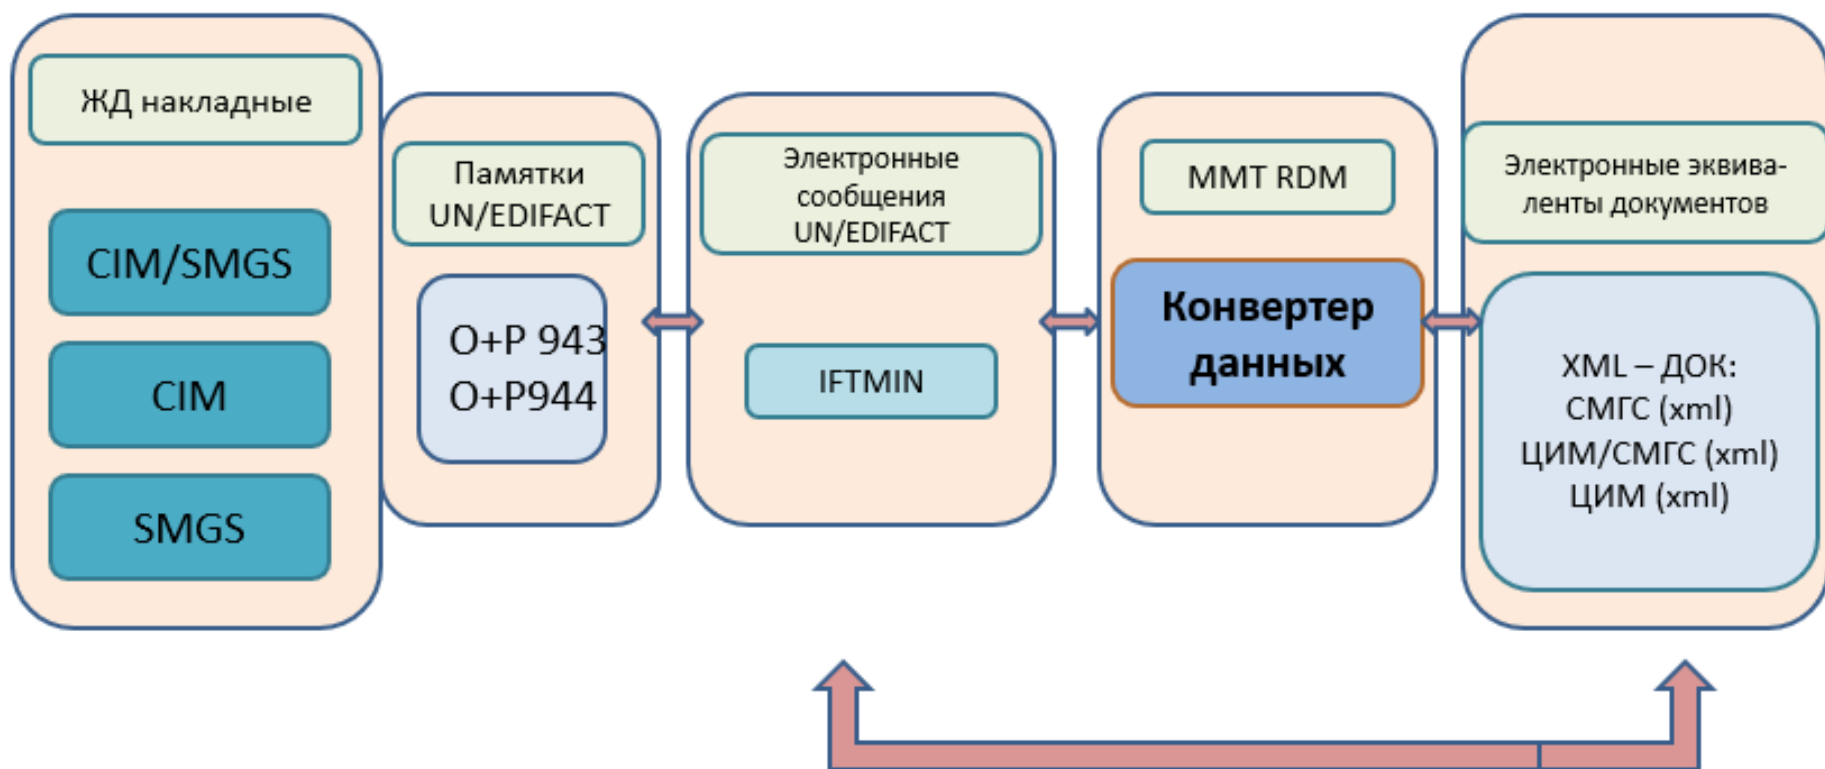 ЖД накладные
CIM/SMGS
CIM
SMGS
Памятки
UN/EDIFACT
O+P 943
O+P944
Электронные
сообщения
UN/EDIFACT
IFTMIN
MMT RDM
Конвертер
данных
Электронные эквива-
ленты документов
XML – ДОК:
СМГС (xml)
ЦИМ/СМГС (xml)
ЦИМ (xml)